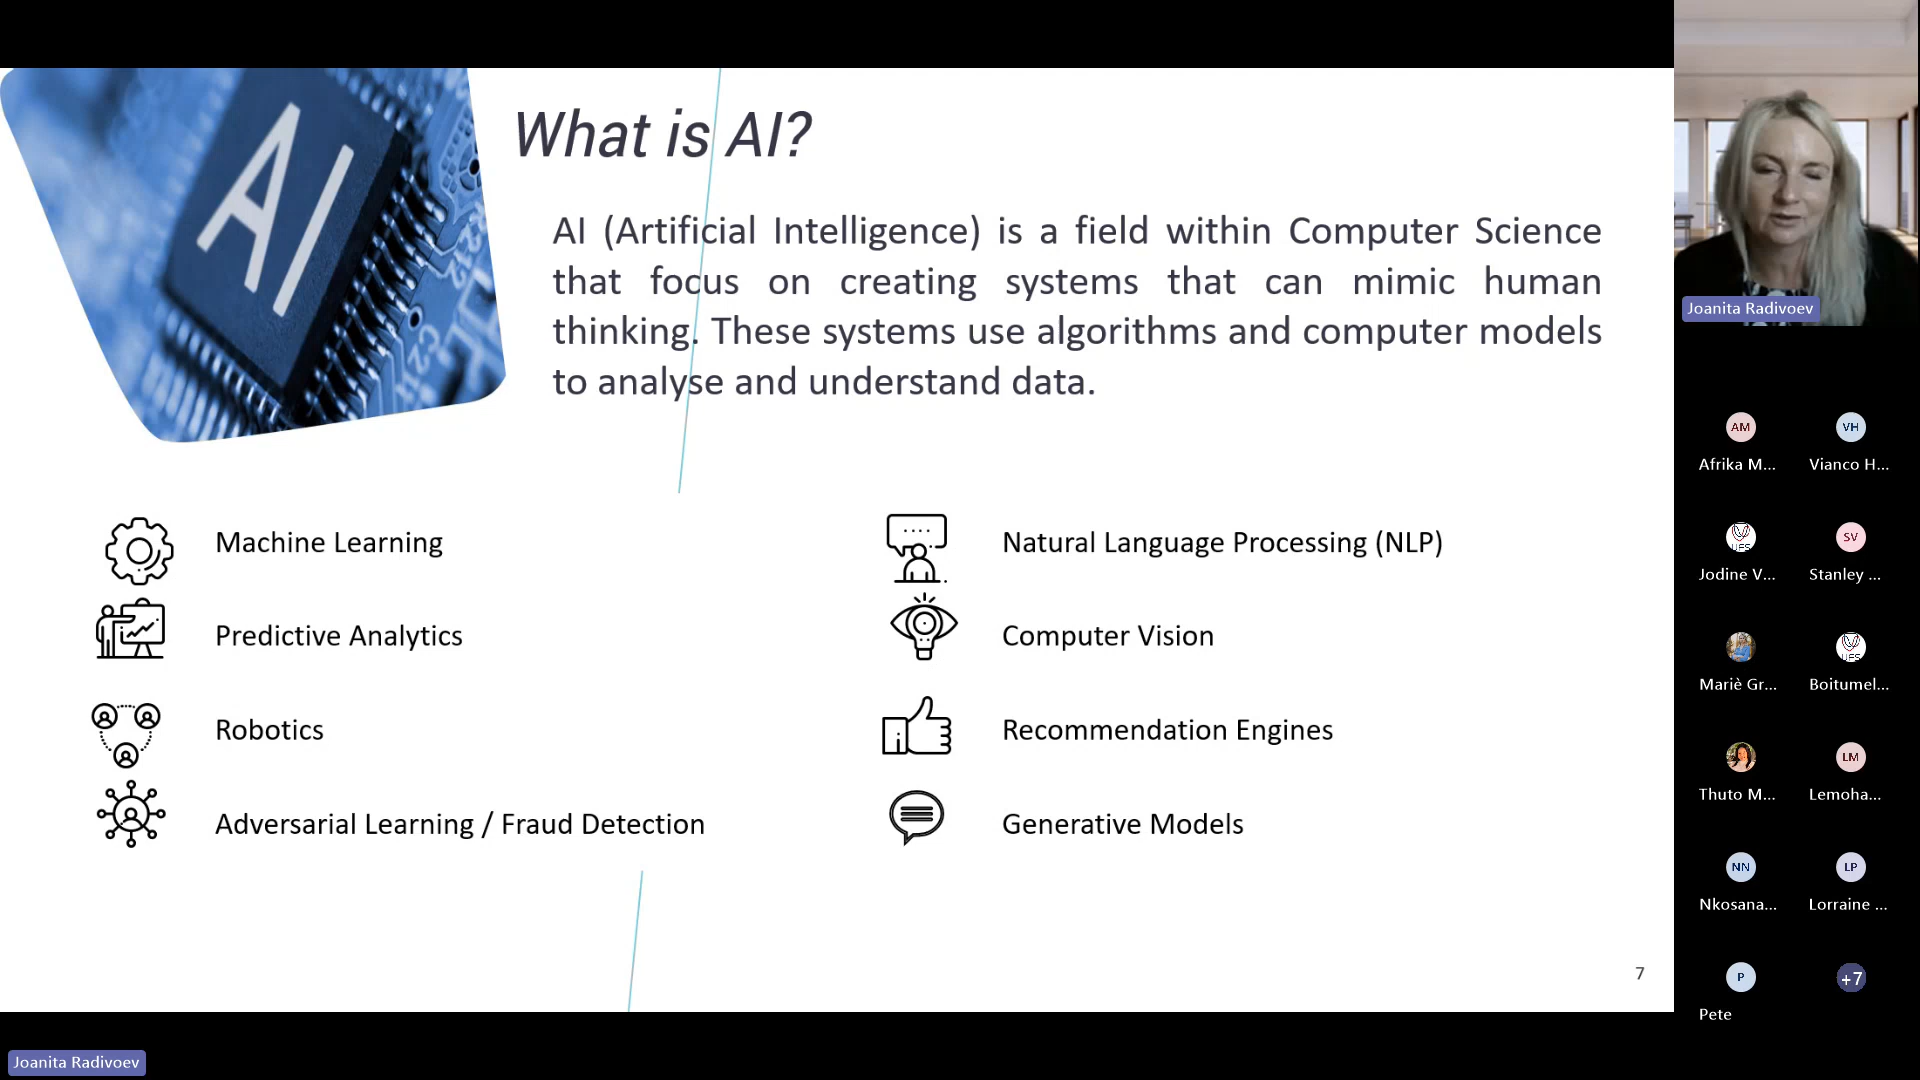 AI
What is AI?
AI (Artificial Intelligence) is a field within Computer Science
that focus on creating systems that can mimic human
thinking. These systems use algorithms and computer models
to analyse and understand data.
Machine Learning
Natural Language Processing (NLP)
Predictive Analytics
Computer Vision
Robotics
Recommendation Engines
Adversarial Learning / Fraud Detection
Generative Models
7
Joanita Radivoev
Joanita Radivoev
AM
VH
Afrika M...
Vianco H...
UFS
SV
Jodine V...
Stanley ...
UFS
Mariè Gr...
Boitumel...
LM
Thuto M...
Lemoha...
NN
LP
Nkosana...
Lorraine ...
P
+7
Pete